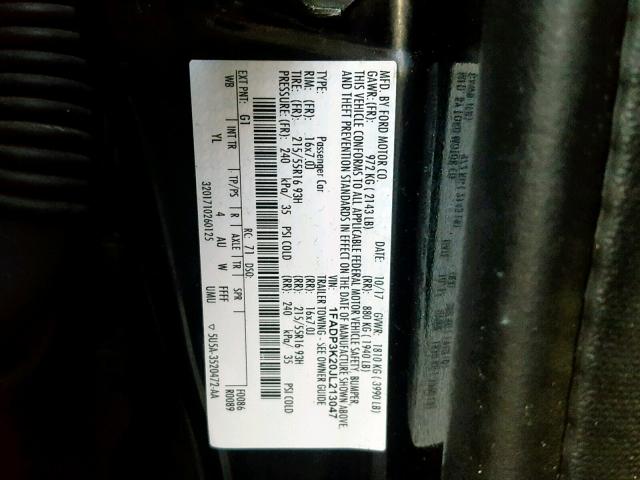 MFD. BY FORD MOTOR CO.
DATE: 10/17 GVWR: 1810 KG ( 3990 LB)
GAWR: (FR): 972 KG ( 2143 LB) (RR): 880 KG ( 1940 LB)
THIS VEHICLE CONFORMS TO ALL APPLICABLE FEDERAL MOTOR VEHICLE SAFETY, BUMPER,
AND THEFT PREVENTION STANDARDS IN EFFECT ON THE DATE OF MANUFACTURE SHOWN ABOVE.
VIN: 1FADP3K20JL213047
TYPE: Passenger Car TRAILER TOWING - SEE OWNER GUIDE
RIM: (FR): 16x7.0J (RR): 16x7.0J
TIRE: (FR): 215/55R16 93H (RR): 215/55R16 93H
PRESSURE: (FR): 240 kPa/ 35 PSI COLD (RR): 240 kPa/ 35 PSI COLD
EXT PNT: G1 RC: 71 DSO: F0086
WB INT TR TP/PS R AXLE TR SPR R0089
YL 4 AU W FFFF UMU
3201710260125 ▽ 5U5A-3520472-AA